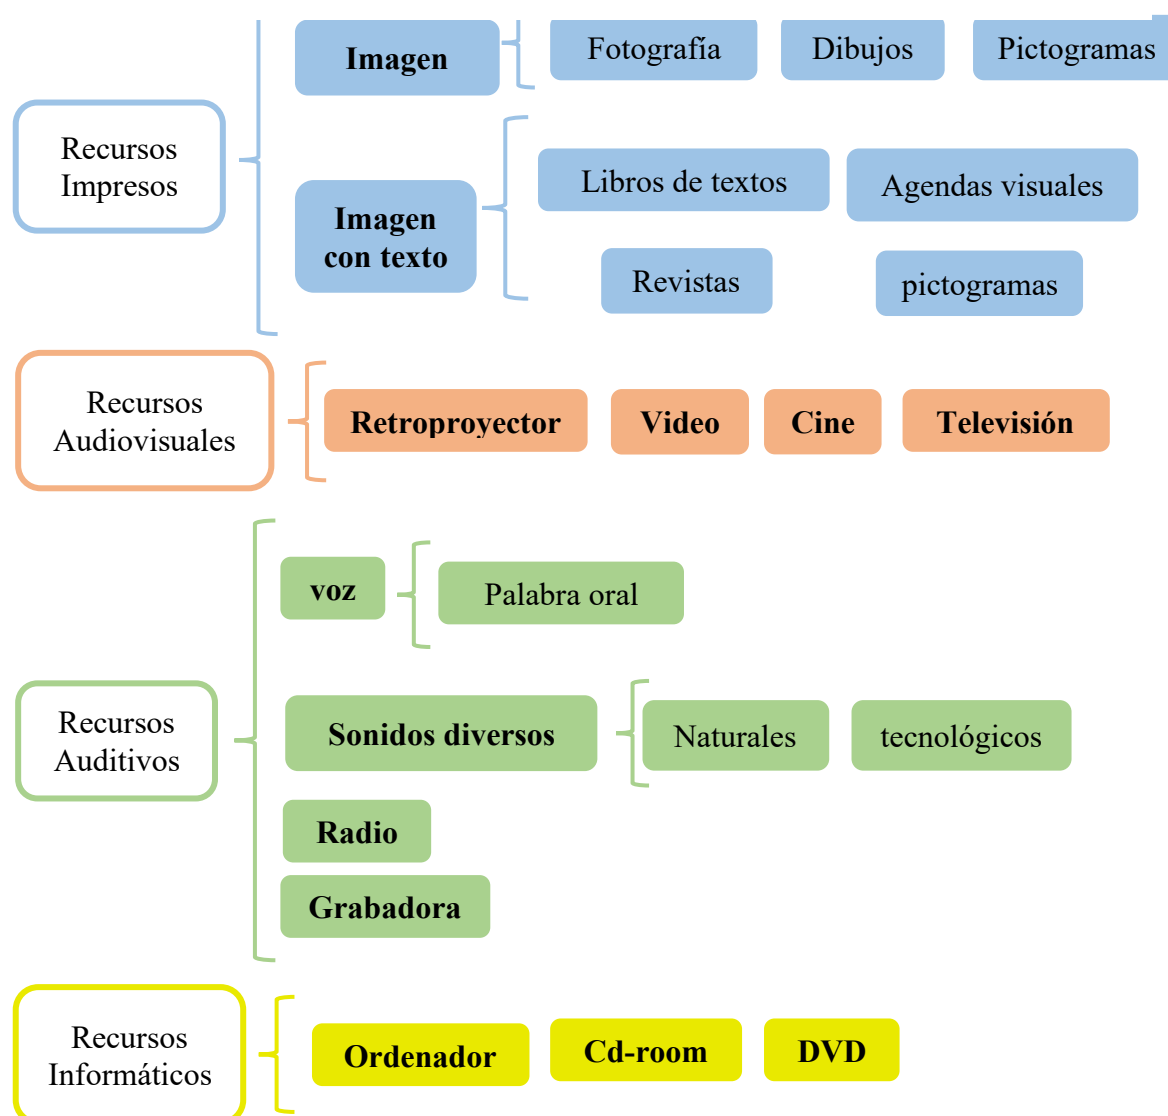 Imagen
Fotografía
Dibujos
Pictogramas
Recursos
Impresos
Imagen
con texto
Libros de textos
Agendas visuales
Revistas
pictogramas
Recursos
Audiovisuales
Retroproyector
Video
Cine
Televisión
voz
Palabra oral
Recursos
Auditivos
Sonidos diversos
Naturales
tecnológicos
Radio
Grabadora
Recursos
Informáticos
Ordenador
Cd-room
DVD